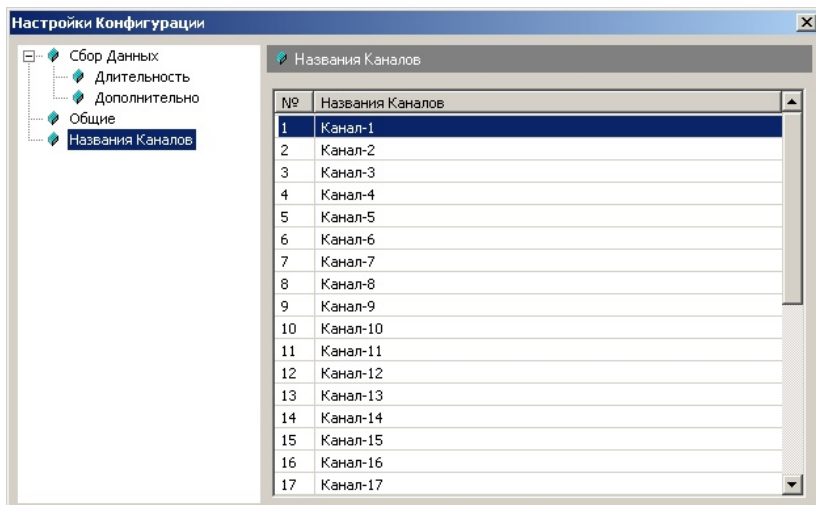 Настройки Конфигурации
Сбор Данных
Длительность
Дополнительно
Общие
Названия Каналов
Названия Каналов
№ Названия Каналов
1 Канал-1
2 Канал-2
3 Канал-3
4 Канал-4
5 Канал-5
6 Канал-6
7 Канал-7
8 Канал-8
9 Канал-9
10 Канал-10
11 Канал-11
12 Канал-12
13 Канал-13
14 Канал-14
15 Канал-15
16 Канал-16
17 Канал-17